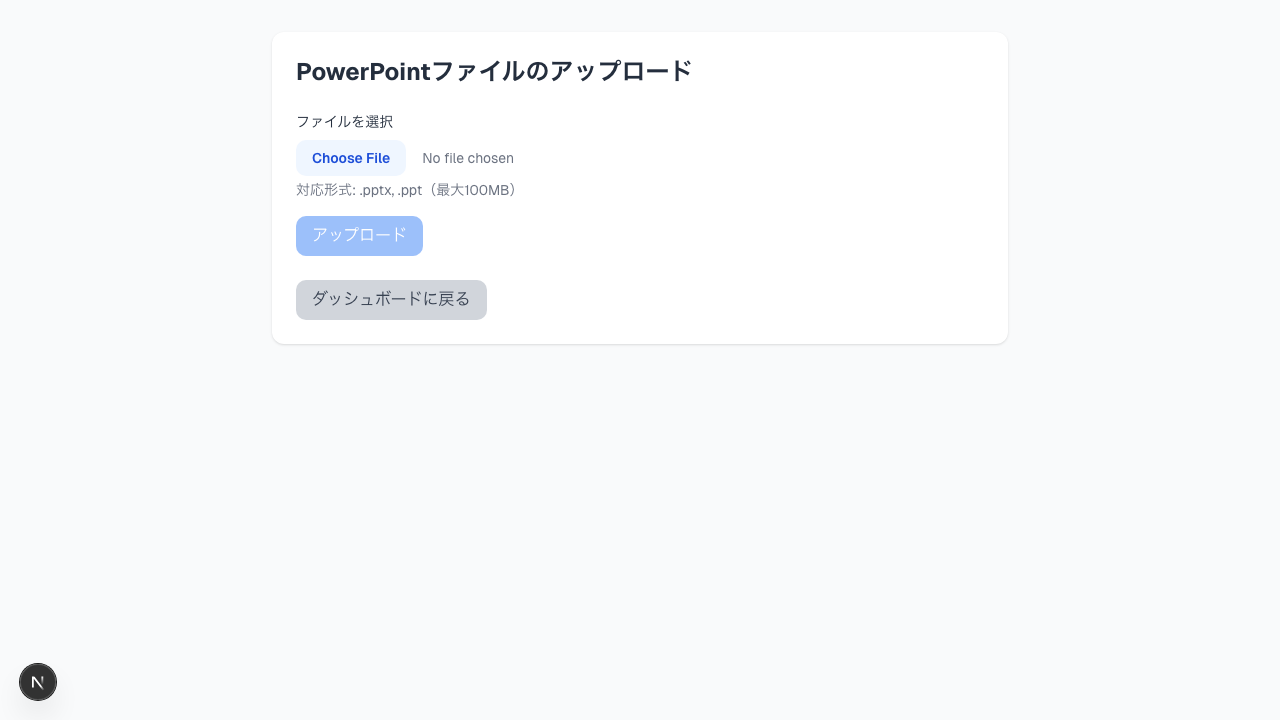 PowerPointファイルのアップロード
ファイルを選択
Choose File No file chosen
対応形式: .pptx, .ppt（最大100MB）
アップロード
ダッシュボードに戻る
N